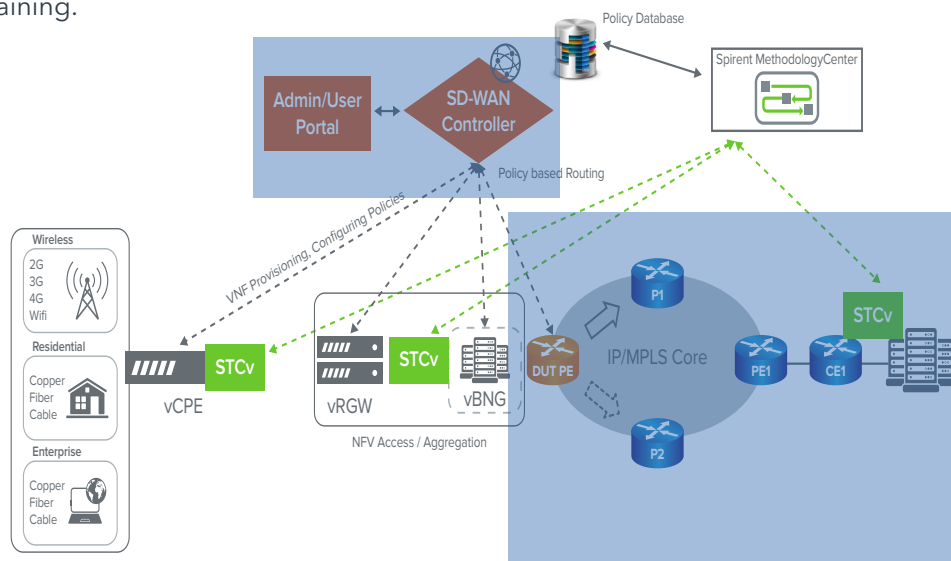 aining.
Policy Database
Spirent MethodologyCenter
Admin/User
Portal
SD-WAN
Controller
Policy based Routing
VNF Provisioning, Configuring Policies
Wireless
2G
3G
4G
Wifi
Residential
Copper
Fiber
Cable
Enterprise
Copper
Fiber
Cable
STCv
vCPE
vRGW
STCv
vBNG
NFV Access / Aggregation
DUT PE
P1
IP/MPLS Core
P2
PE1
CE1
STCv